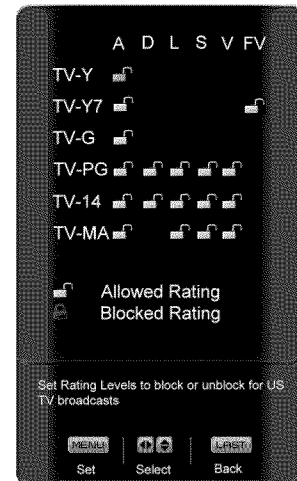 A D L S V FV
TV-Y
TV-Y7
TV-G
TV-PG
TV-14
TV-MA
Allowed Rating
Blocked Rating
Set Rating Levels to block or unblock for US
TV broadcasts
MENU LAST
Set Select Back